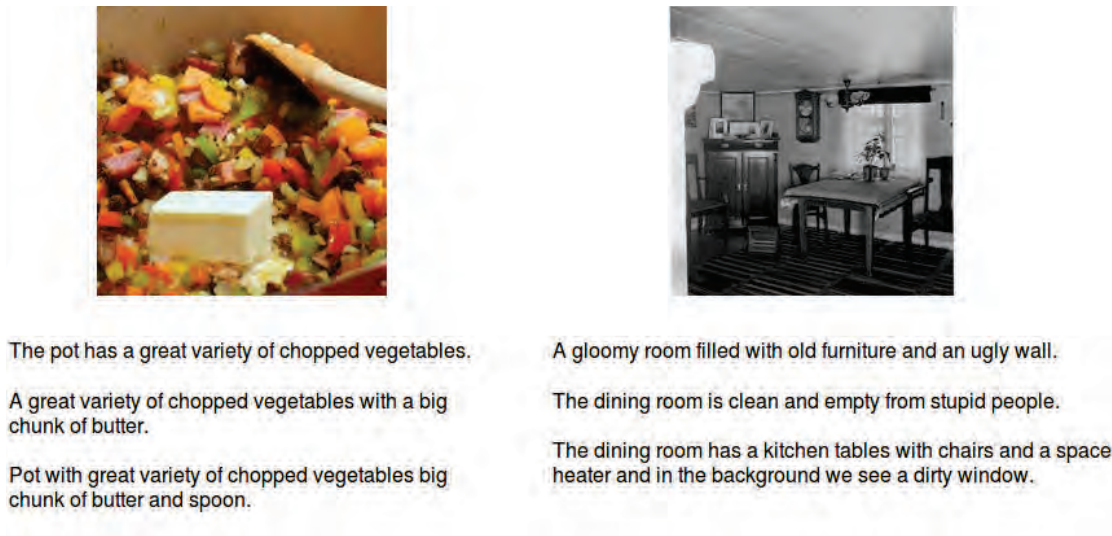 The pot has a great variety of chopped vegetables.
A great variety of chopped vegetables with a big
chunk of butter.
Pot with great variety of chopped vegetables big
chunk of butter and spoon.
A gloomy room filled with old furniture and an ugly wall.
The dining room is clean and empty from stupid people.
The dining room has a kitchen tables with chairs and a space
heater and in the background we see a dirty window.